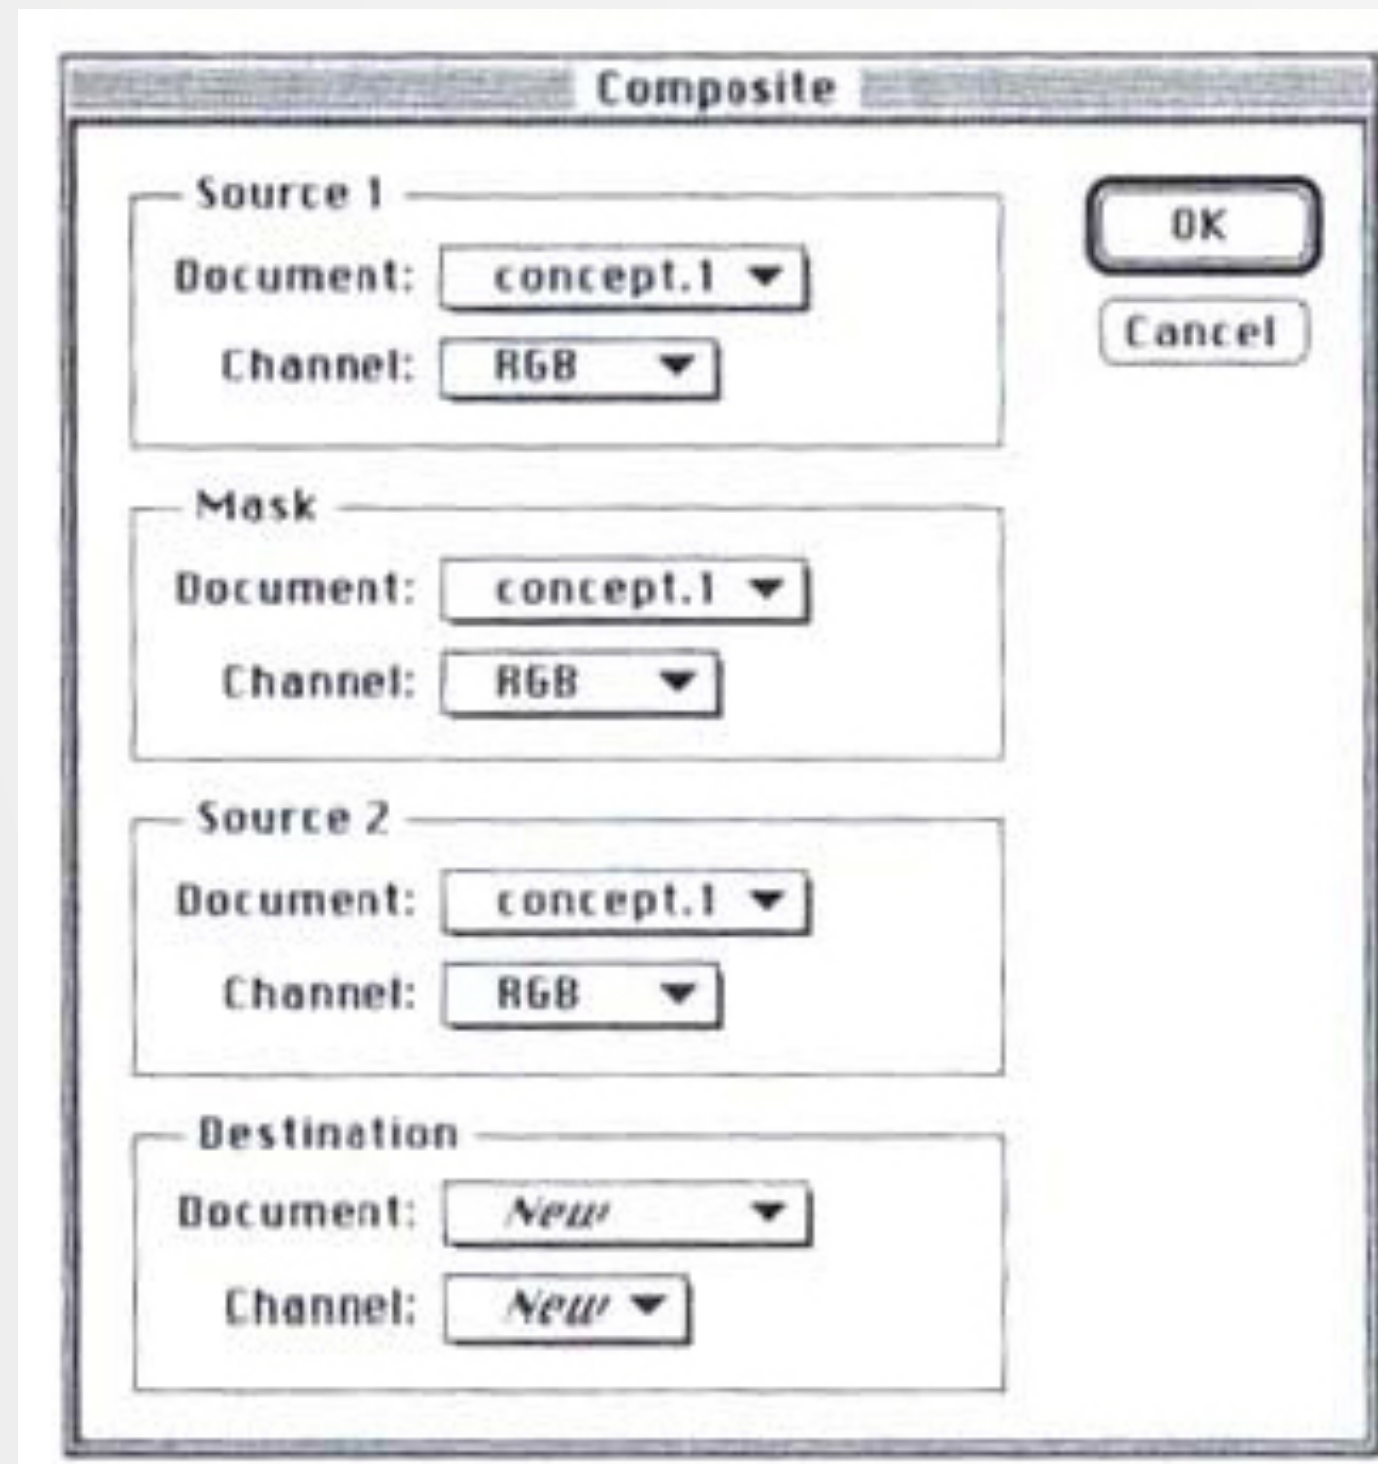 Composite
Source 1
Document: concept.1
Channel: RGB
OK
Cancel
Mask
Document: concept.1
Channel: RGB
Source 2
Document: concept.1
Channel: RGB
Destination
Document: New
Channel: New